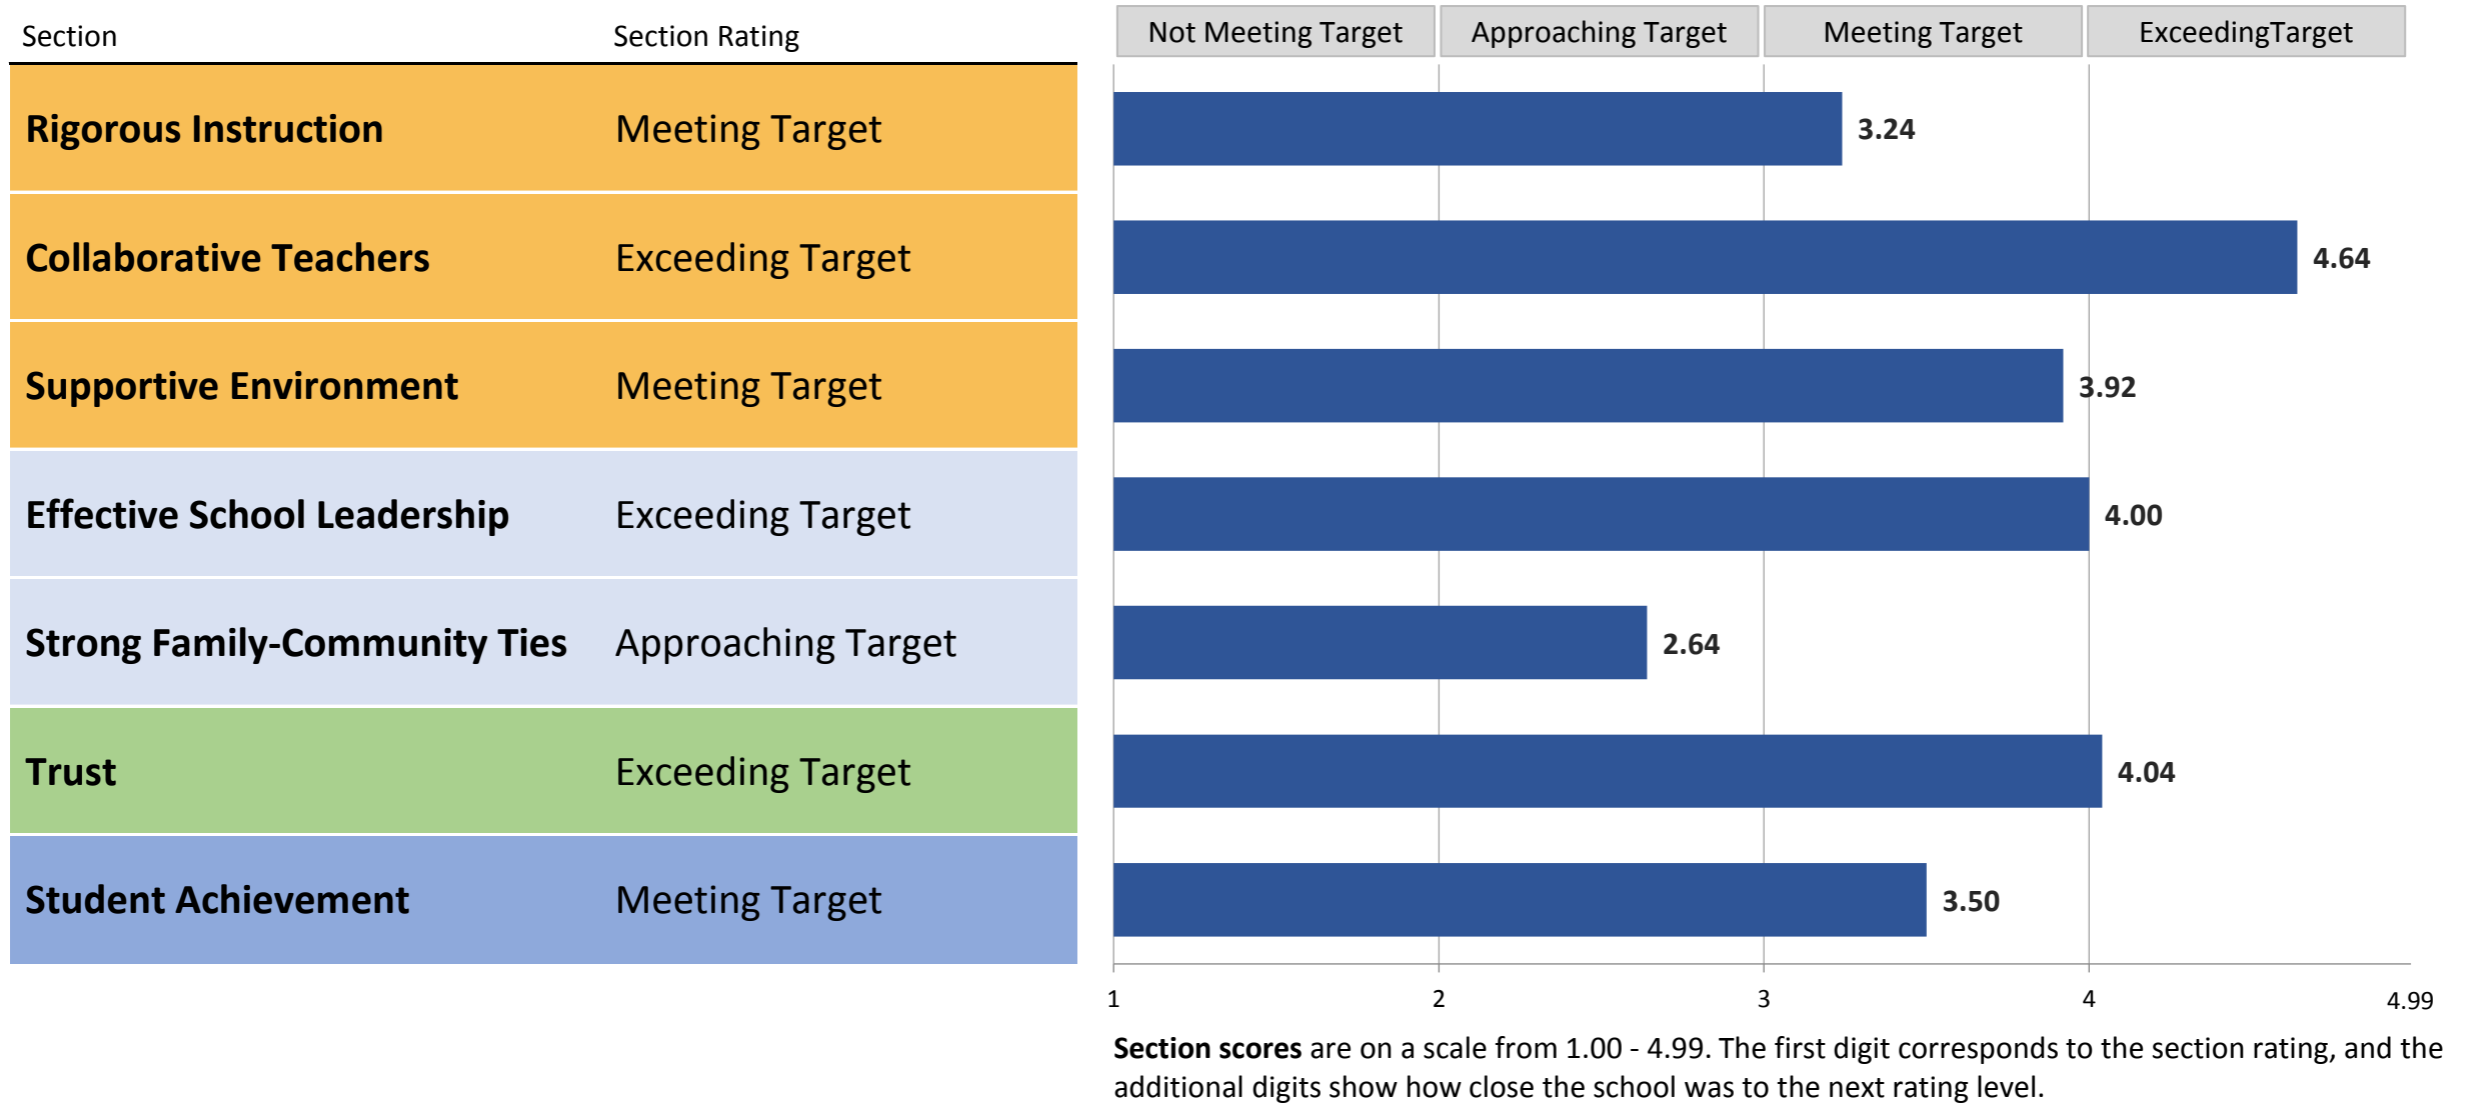 Section Section Rating Not Meeting Target Approaching Target Meeting Target ExceedingTarget
Rigorous Instruction Meeting Target 3.24
Collaborative Teachers Exceeding Target 4.64
Supportive Environment Meeting Target 3.92
Effective School Leadership Exceeding Target 4.00
Strong Family-Community Ties Approaching Target 2.64
Trust Exceeding Target 4.04
Student Achievement Meeting Target 3.50
1 2 3 4 4.99
Section scores are on a scale from 1.00 - 4.99. The first digit corresponds to the section rating, and the
additional digits show how close the school was to the next rating level.